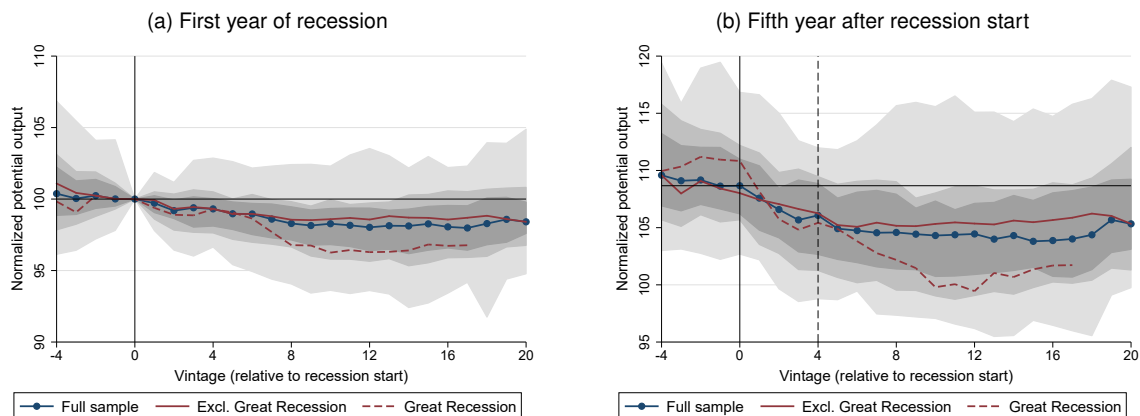 (a) First year of recession
Normalized potential output
110
105
100
95
90
-4
0
4
8
12
16
20
Vintage (relative to recession start)
Full sample
Excl. Great Recession
Great Recession
(b) Fifth year after recession start
Normalized potential output
120
115
110
105
100
95
-4
0
4
8
12
16
20
Vintage (relative to recession start)
Full sample
Excl. Great Recession
Great Recession